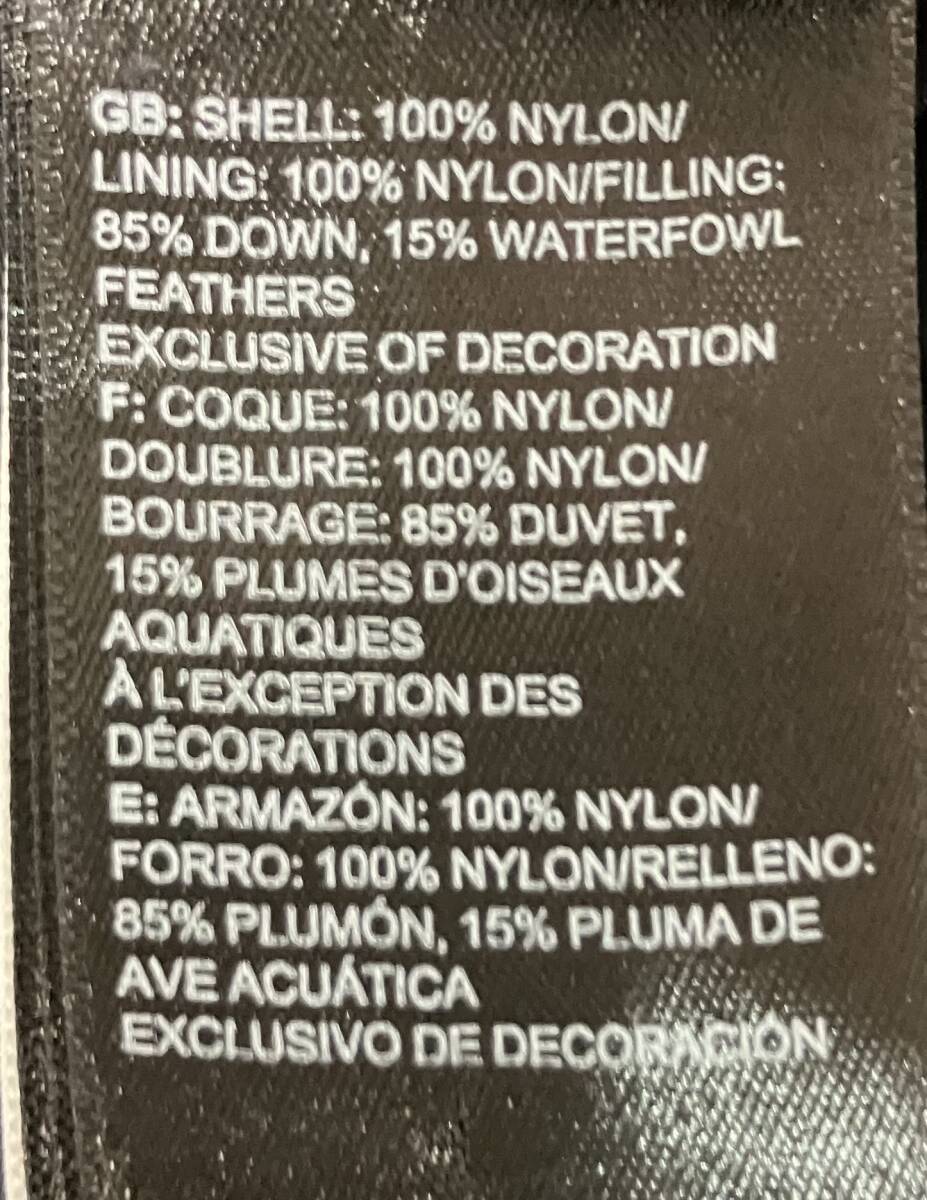 GB: SHELL: 100% NYLON/
LINING: 100% NYLON/FILLING:
85% DOWN, 15% WATERFOWL
FEATHERS
EXCLUSIVE OF DECORATION
F: COQUE: 100% NYLON/
DOUBLURE: 100% NYLON/
BOURRAGE: 85% DUVET,
15% PLUMES D'OISEAUX
AQUATIQUES
À L'EXCEPTION DES
DÉCORATIONS
E: ARMAZÓN: 100% NYLON/
FORRO: 100% NYLON/RELLENO:
85% PLUMÓN, 15% PLUMA DE
AVE ACUÁTICA
EXCLUSIVO DE DECORACIÓN